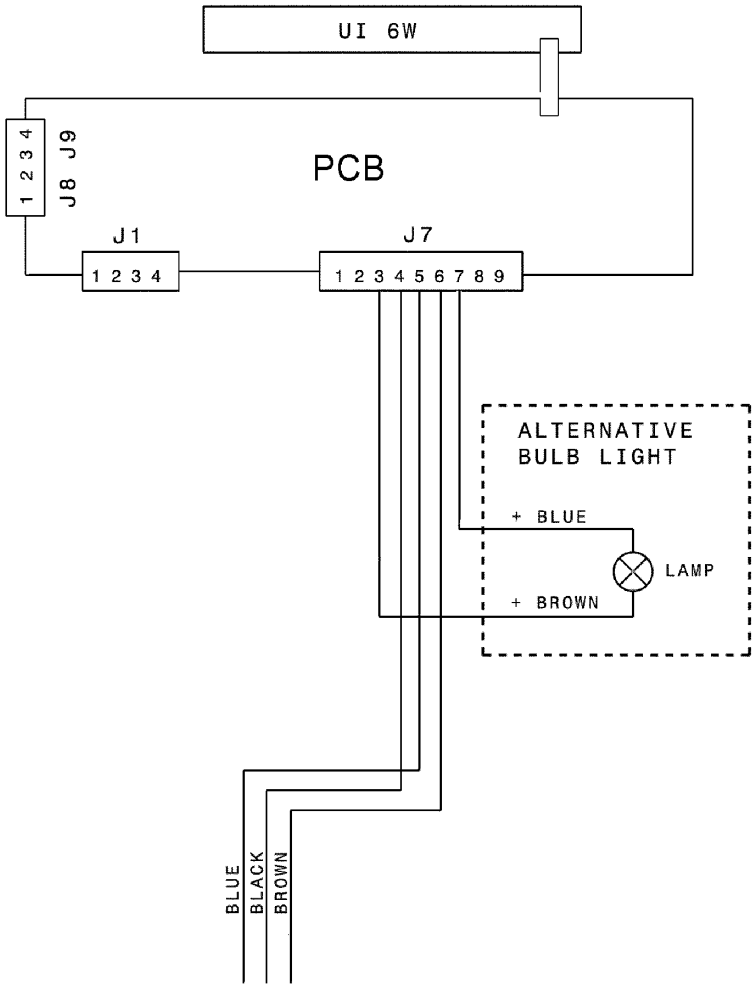 UI 6W
1 2 3 4
J8 J9
PCB
J1
1 2 3 4
J7
1 2 3 4 5 6 7 8 9
ALTERNATIVE
BULB LIGHT
+ BLUE
LAMP
+ BROWN
BLUE
BLACK
BROWN